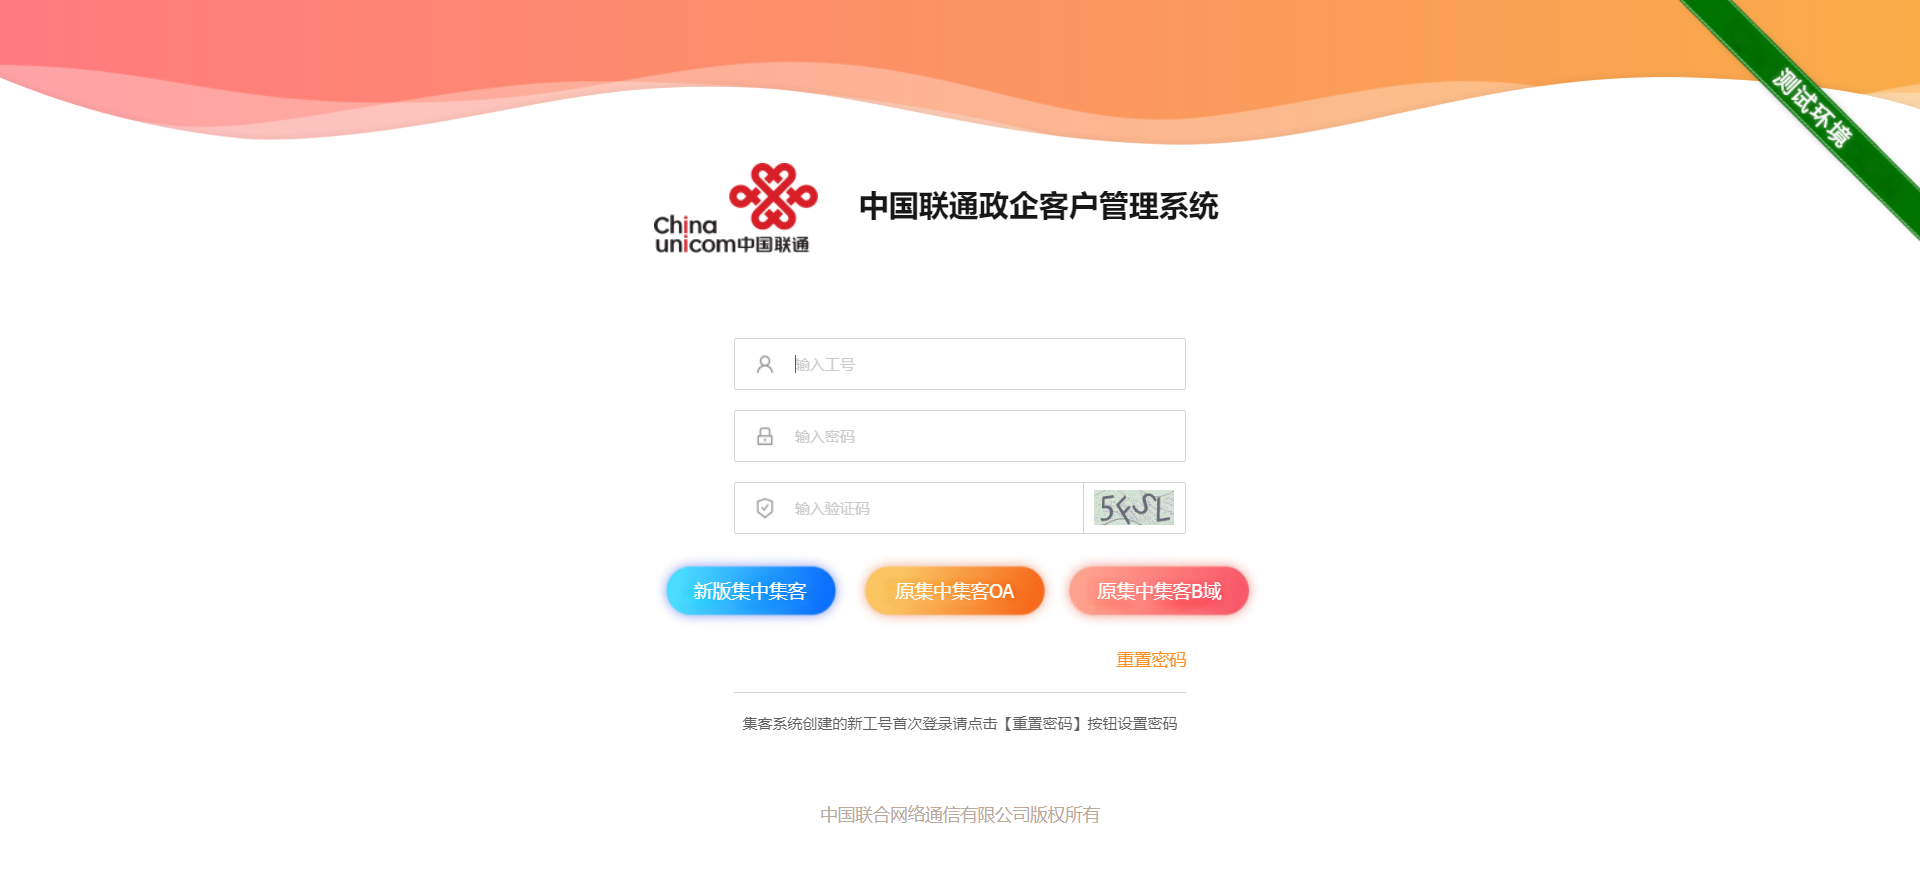 测试环境
China
unicom中国联通
中国联通政企客户管理系统
输入工号
输入密码
输入验证码
5FSL
新版集中集客
原集中集客OA
原集中集客B域
重置密码
集客系统创建的新工号首次登录请点击【重置密码】按钮设置密码
中国联合网络通信有限公司版权所有